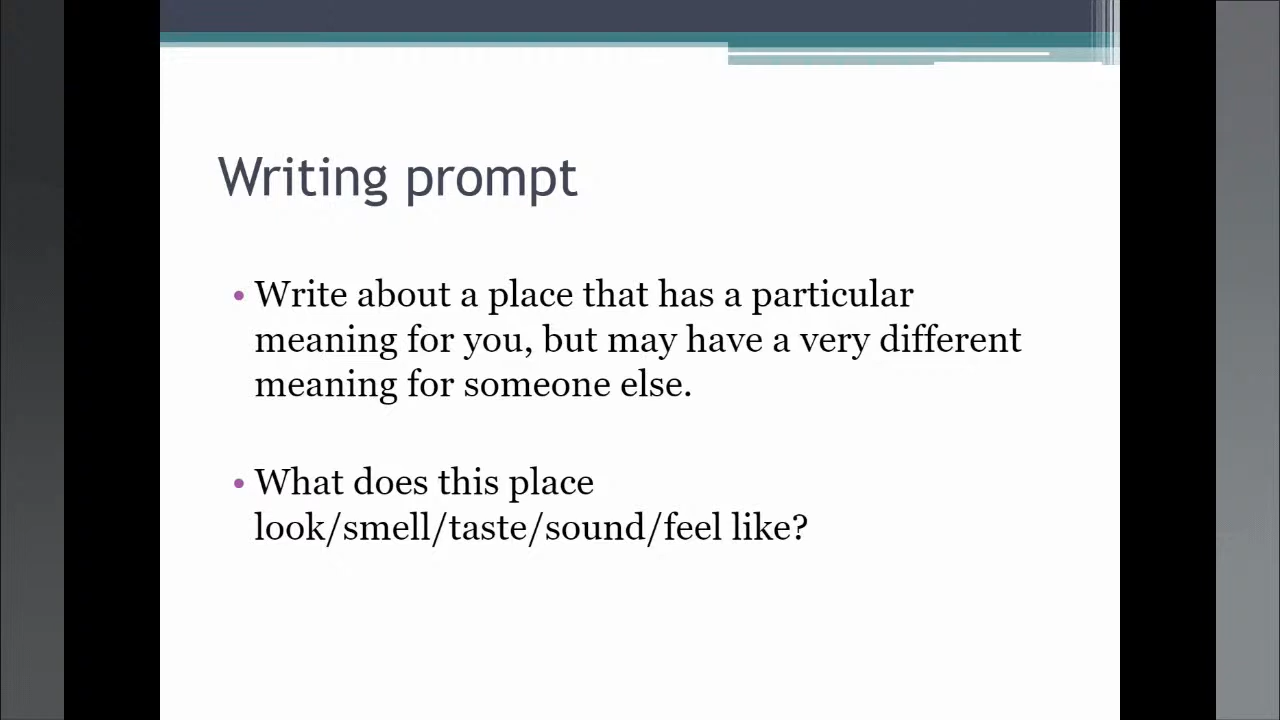 Writing prompt
• Write about a place that has a particular
meaning for you, but may have a very different
meaning for someone else.
• What does this place
look/smell/taste/sound/feel like?